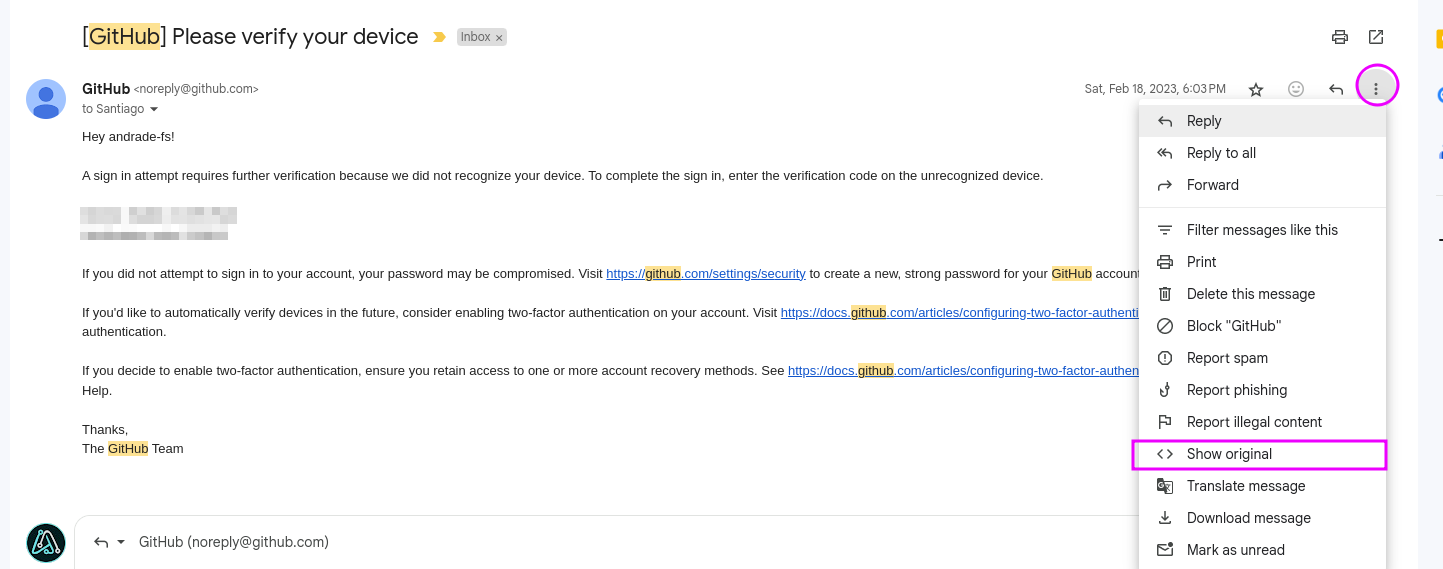 [GitHub] Please verify your device
Inbox ×
GitHub <noreply@github.com>
Sat, Feb 18, 2023, 6:03 PM
to Santiago
Hey andrade-fs!
A sign in attempt requires further verification because we did not recognize your device. To complete the sign in, enter the verification code on the unrecognized device.
If you did not attempt to sign in to your account, your password may be compromised. Visit https://github.com/settings/security to create a new, strong password for your GitHub account
If you'd like to automatically verify devices in the future, consider enabling two-factor authentication on your account. Visit https://docs.github.com/articles/configuring-two-factor-authenti
authentication.
If you decide to enable two-factor authentication, ensure you retain access to one or more account recovery methods. See https://docs.github.com/articles/configuring-two-factor-authen
Help.
Thanks,
The GitHub Team
GitHub (noreply@github.com)
Reply
Reply to all
Forward
Filter messages like this
Print
Delete this message
Block "GitHub"
Report spam
Report phishing
Report illegal content
Show original
Translate message
Download message
Mark as unread